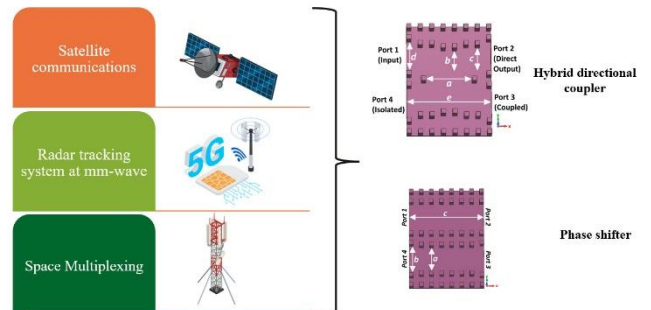 Satellite
communications
Radar tracking
system at mm-wave
5G
Space Multiplexing
Port 1
(Input)
d
b
c
Port 2
(Direct
Output)
a
Port 4
(Isolated)
e
Port 3
(Coupled)
Hybrid directional
coupler
Port 1
c
Port 2
Port 4
b
a
Port 3
Phase shifter